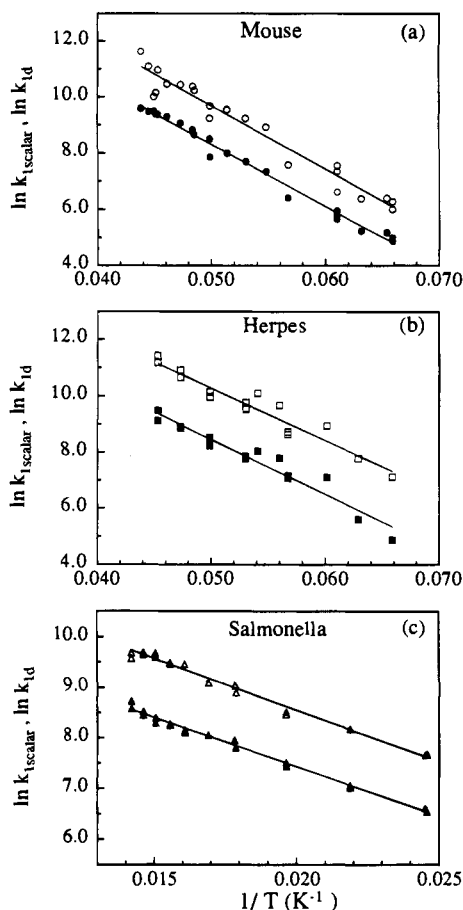 Mouse
(a)
ln k1scalar , ln k1d
12.0
10.0
8.0
6.0
4.0
0.040
0.050
0.060
0.070
Herpes
(b)
ln k1scalar , ln k1d
12.0
10.0
8.0
6.0
4.0
0.040
0.050
0.060
0.070
Salmonella
(c)
ln k1scalar , ln k1d
10.0
9.0
8.0
7.0
6.0
0.015
0.020
0.025
1/ T (K-1)